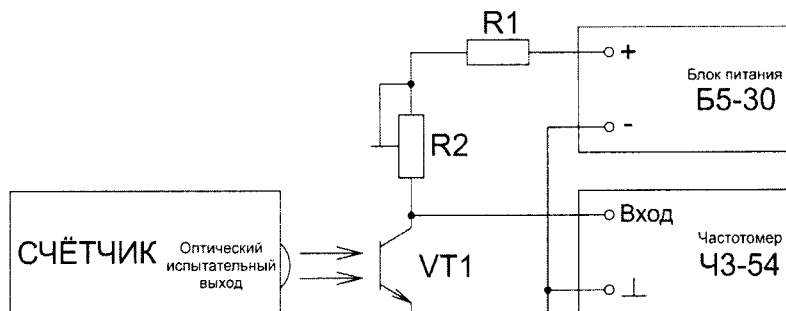 R1
+
Блок питания
Б5-30
-
R2
Вход
СЧЁТЧИК
Оптический
испытательный
выход
VT1
Частотомер
Ч3-54